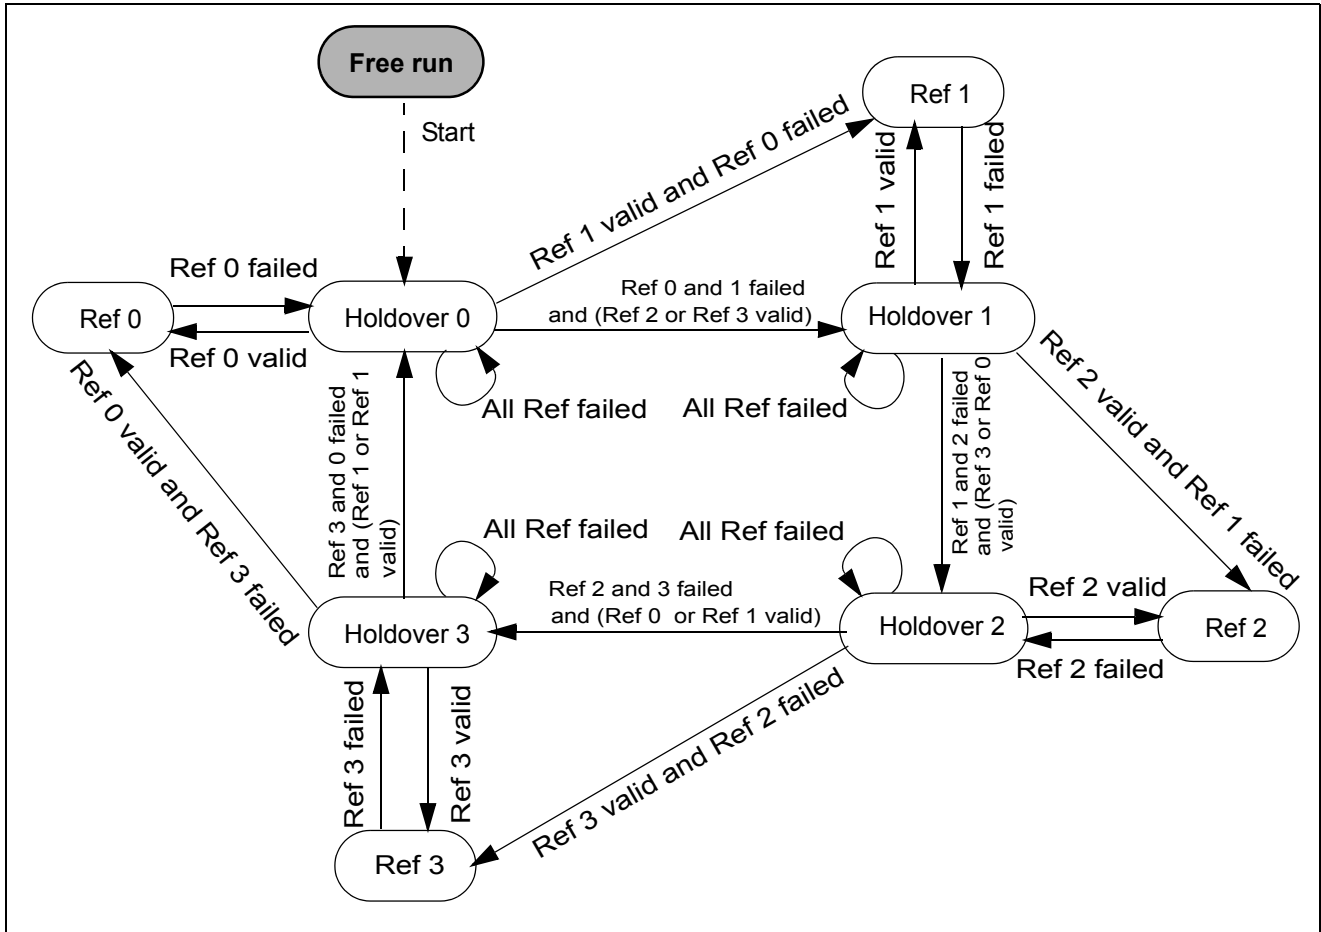 Free run
Start
Ref 1
Ref 1 valid and Ref 0 failed
Ref 1 valid
Ref 1 failed
Ref 0 failed
Ref 0
Ref 0 valid
Holdover 0
Ref 0 and 1 failed
and (Ref 2 or Ref 3 valid)
Holdover 1
All Ref failed
All Ref failed
Ref 0 valid and Ref 3 failed
Ref 3 and 0 failed
and (Ref 1 or Ref 1
valid)
Ref 1 and 2 failed
and (Ref 3 or Ref 0
valid)
Ref 2 valid and Ref 1 failed
All Ref failed
All Ref failed
Ref 2 and 3 failed
and (Ref 0  or Ref 1 valid)
Holdover 3
Holdover 2
Ref 2 valid
Ref 2
Ref 2 failed
Ref 3 failed
Ref 3 valid
Ref 3 valid and Ref 2 failed
Ref 3